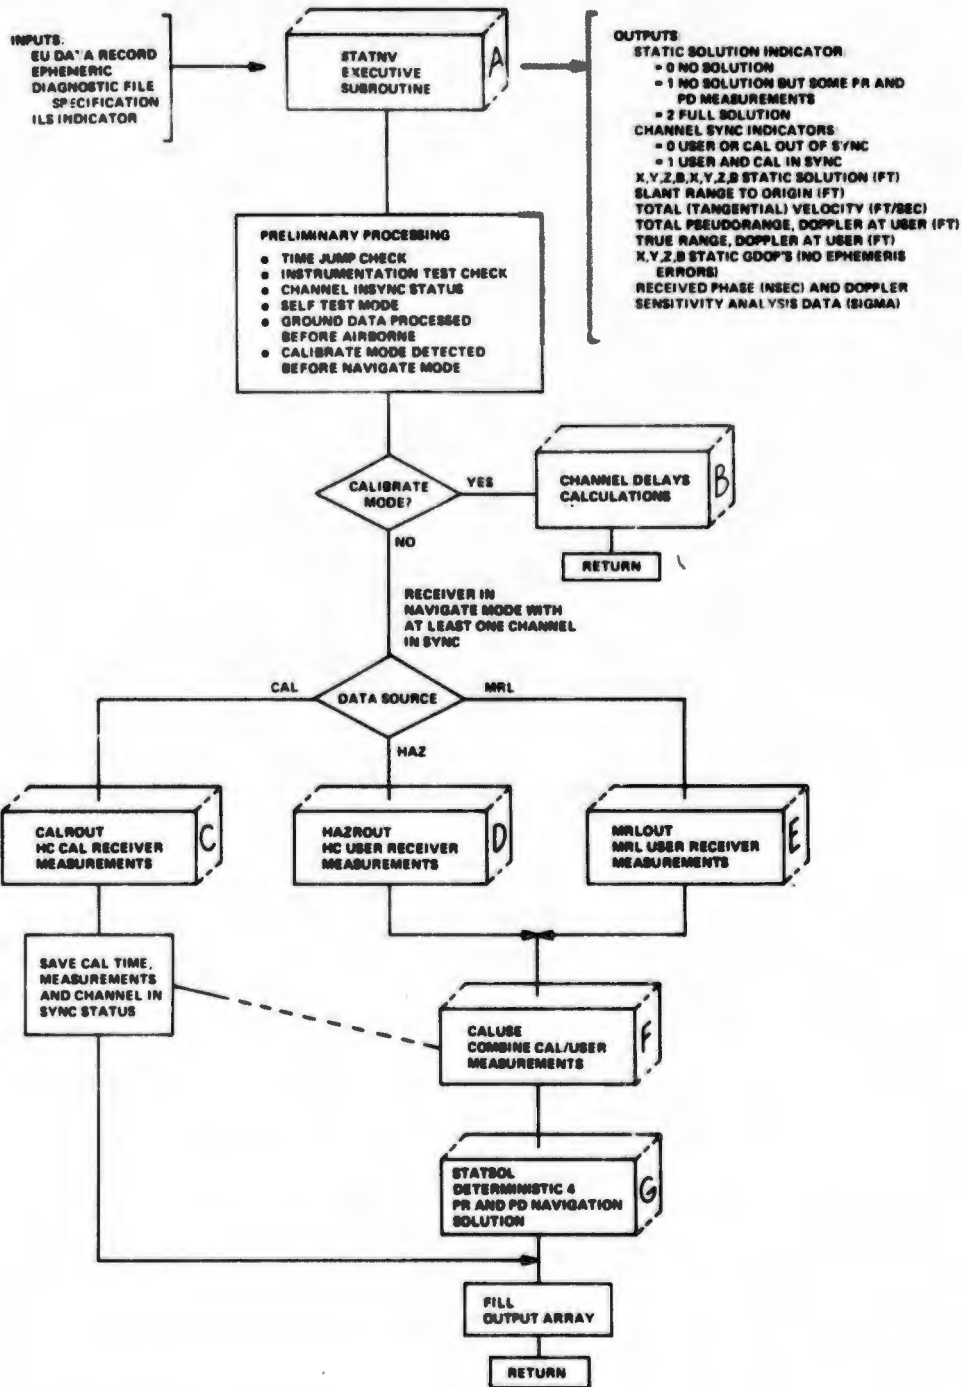 INPUTS:
EU DATA RECORD
EPHEMERIC
DIAGNOSTIC FILE
SPECIFICATION
ILS INDICATOR
STATNV
EXECUTIVE
SUBROUTINE
A
OUTPUTS
STATIC SOLUTION INDICATOR
= 0 NO SOLUTION
= 1 NO SOLUTION BUT SOME PR AND
PD MEASUREMENTS
= 2 FULL SOLUTION
CHANNEL SYNC INDICATORS
= 0 USER OR CAL OUT OF SYNC
= 1 USER AND CAL IN SYNC
X,Y,Z,B,X,Y,Z,B STATIC SOLUTION (FT)
SLANT RANGE TO ORIGIN (FT)
TOTAL (TANGENTIAL) VELOCITY (FT/SEC)
TOTAL PSEUDORANGE, DOPPLER AT USER (FT)
TRUE RANGE, DOPPLER AT USER (FT)
X,Y,Z,B STATIC GDOP'S (NO EPHEMERIS
ERRORS)
RECEIVED PHASE (NSEC) AND DOPPLER
SENSITIVITY ANALYSIS DATA (SIGMA)
PRELIMINARY PROCESSING
• TIME JUMP CHECK
• INSTRUMENTATION TEST CHECK
• CHANNEL INSYNC STATUS
• SELF TEST MODE
• GROUND DATA PROCESSED
BEFORE AIRBORNE
• CALIBRATE MODE DETECTED
BEFORE NAVIGATE MODE
CALIBRATE
MODE?
YES
CHANNEL DELAYS
CALCULATIONS
B
RETURN
NO
RECEIVER IN
NAVIGATE MODE WITH
AT LEAST ONE CHANNEL
IN SYNC
CAL
DATA SOURCE
MRL
HAZ
CALROUT
HC CAL RECEIVER
MEASUREMENTS
C
HAZROUT
HC USER RECEIVER
MEASUREMENTS
D
MRLOUT
MRL USER RECEIVER
MEASUREMENTS
E
SAVE CAL TIME,
MEASUREMENTS
AND CHANNEL IN
SYNC STATUS
CALUSE
COMBINE CAL/USER
MEASUREMENTS
F
STATSOL
DETERMINISTIC 4
PR AND PD NAVIGATION
SOLUTION
G
FILL
OUTPUT ARRAY
RETURN